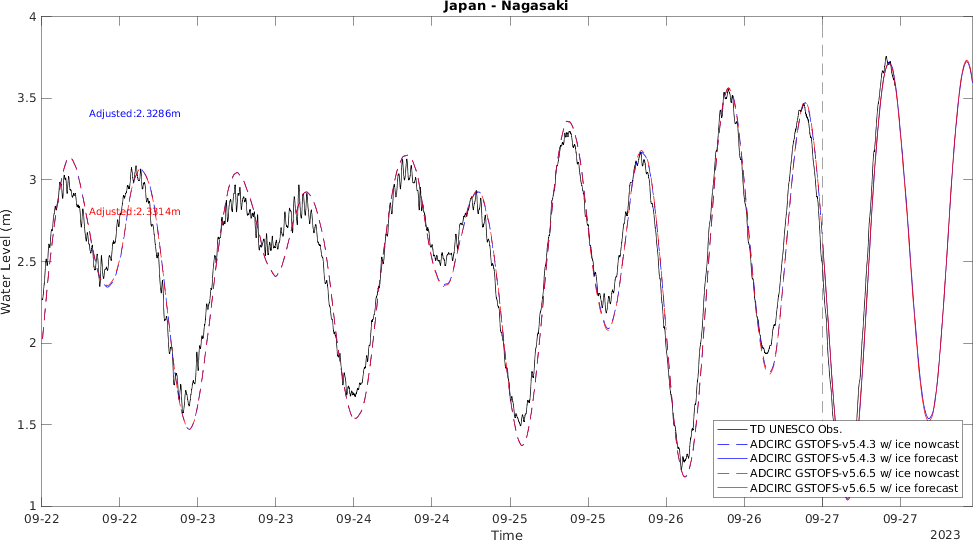 Japan - Nagasaki
4
3.5
3
2.5
2
1.5
1
Water Level (m)
Adjusted:2.3286m
Adjusted:2.3314m
TD UNESCO Obs.
ADCIRC GSTOFS-v5.4.3 w/ ice nowcast
ADCIRC GSTOFS-v5.4.3 w/ ice forecast
ADCIRC GSTOFS-v5.6.5 w/ ice nowcast
ADCIRC GSTOFS-v5.6.5 w/ ice forecast
09-22 09-22 09-23 09-23 09-24 09-24 09-25 09-25 09-26 09-26 09-27 09-27
2023
Time